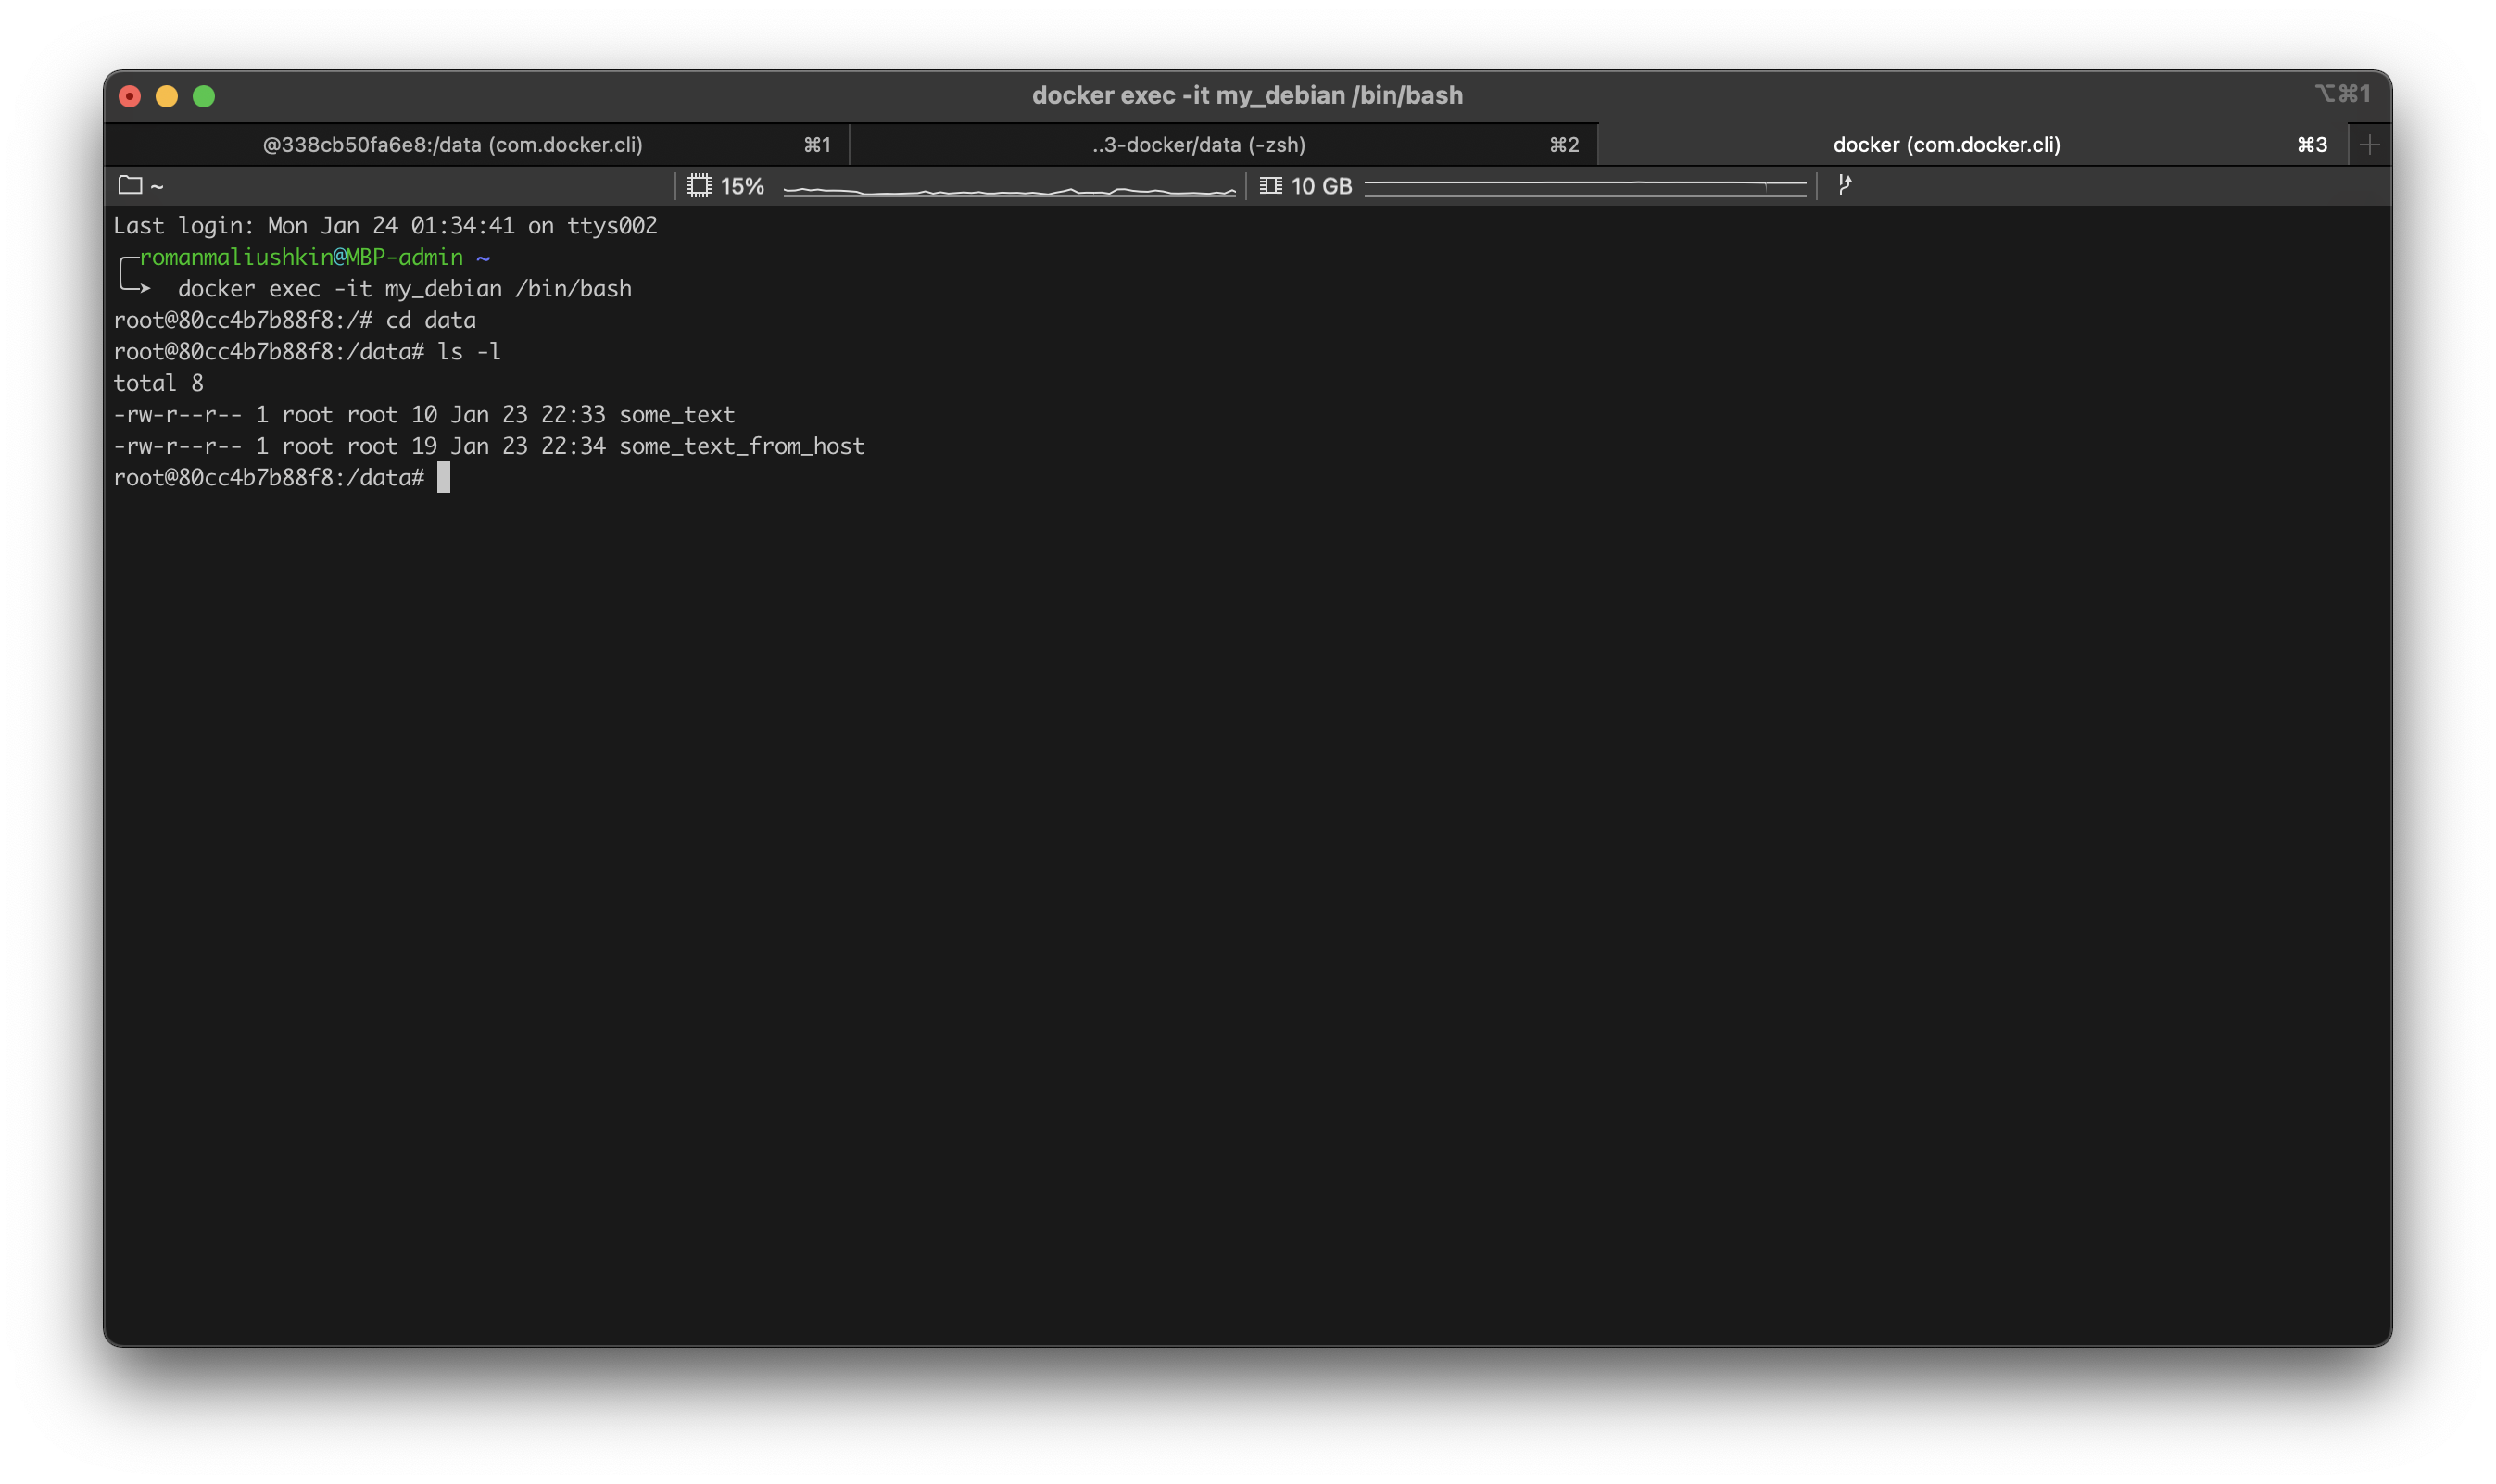 docker exec -it my_debian /bin/bash ⌥⌘1
@338cb50fa6e8:/data (com.docker.cli) ⌘1 ..3-docker/data (-zsh) ⌘2 docker (com.docker.cli) ⌘3
~ 15% 10 GB
Last login: Mon Jan 24 01:34:41 on ttys002
romanmaliushkin@MBP-admin ~
docker exec -it my_debian /bin/bash
root@80cc4b7b88f8:/# cd data
root@80cc4b7b88f8:/data# ls -l
total 8
-rw-r--r-- 1 root root 10 Jan 23 22:33 some_text
-rw-r--r-- 1 root root 19 Jan 23 22:34 some_text_from_host
root@80cc4b7b88f8:/data#